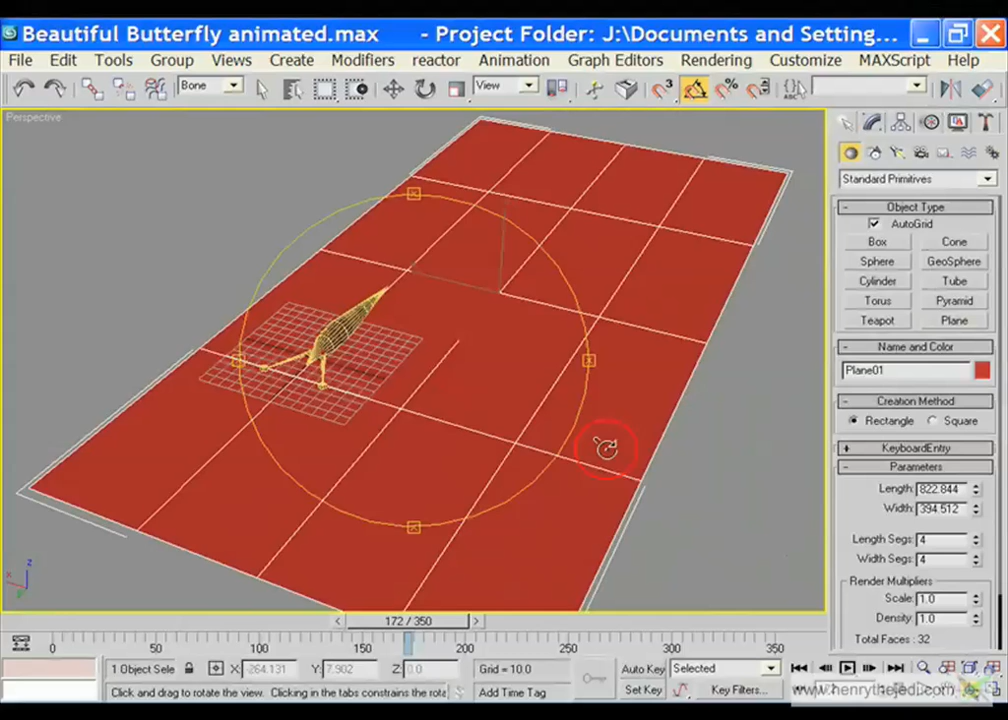 Beautiful Butterfly animated.max - Project Folder: J:\Documents and Setting...
File Edit Tools Group Views Create Modifiers reactor Animation Graph Editors Rendering Customize MAXScript Help
Bone View
Perspective
Standard Primitives
Object Type
AutoGrid
Box Cone
Sphere GeoSphere
Cylinder Tube
Torus Pyramid
Teapot Plane
Name and Color
Plane01
Creation Method
Rectangle Square
KeyboardEntry
Parameters
Length: 822.844
Width: 394.512
Length Segs: 4
Width Segs: 4
Render Multipliers
Scale: 1.0
Density: 1.0
Total Faces : 32
z
x
172 / 350
0 50 100 150 200 250 300 350
1 Object Sele X: -264.131 Y: 7.902 Z: 0.0 Grid = 10.0 Auto Key Selected
Click and drag to rotate the view. Clicking in the tabs constrains the rota Add Time Tag Set Key Key Filters...
www.henrythejedi.com